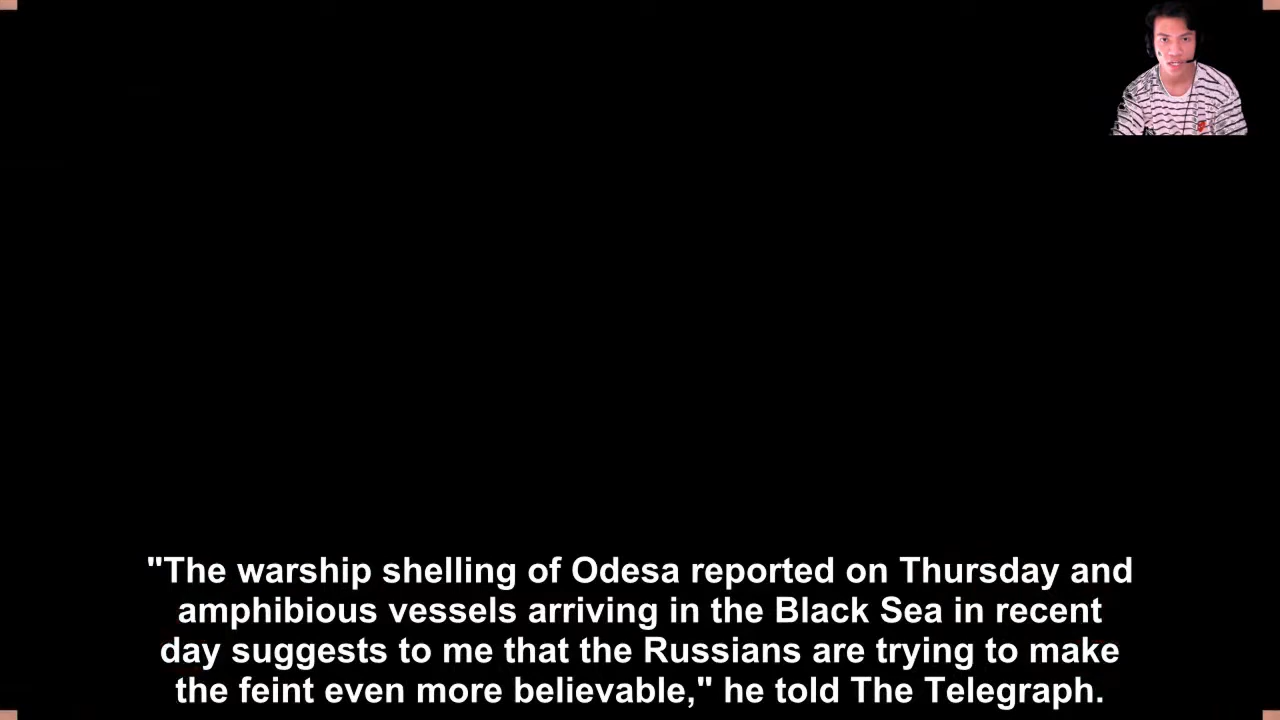 "The warship shelling of Odesa reported on Thursday and
amphibious vessels arriving in the Black Sea in recent
day suggests to me that the Russians are trying to make
the feint even more believable," he told The Telegraph.